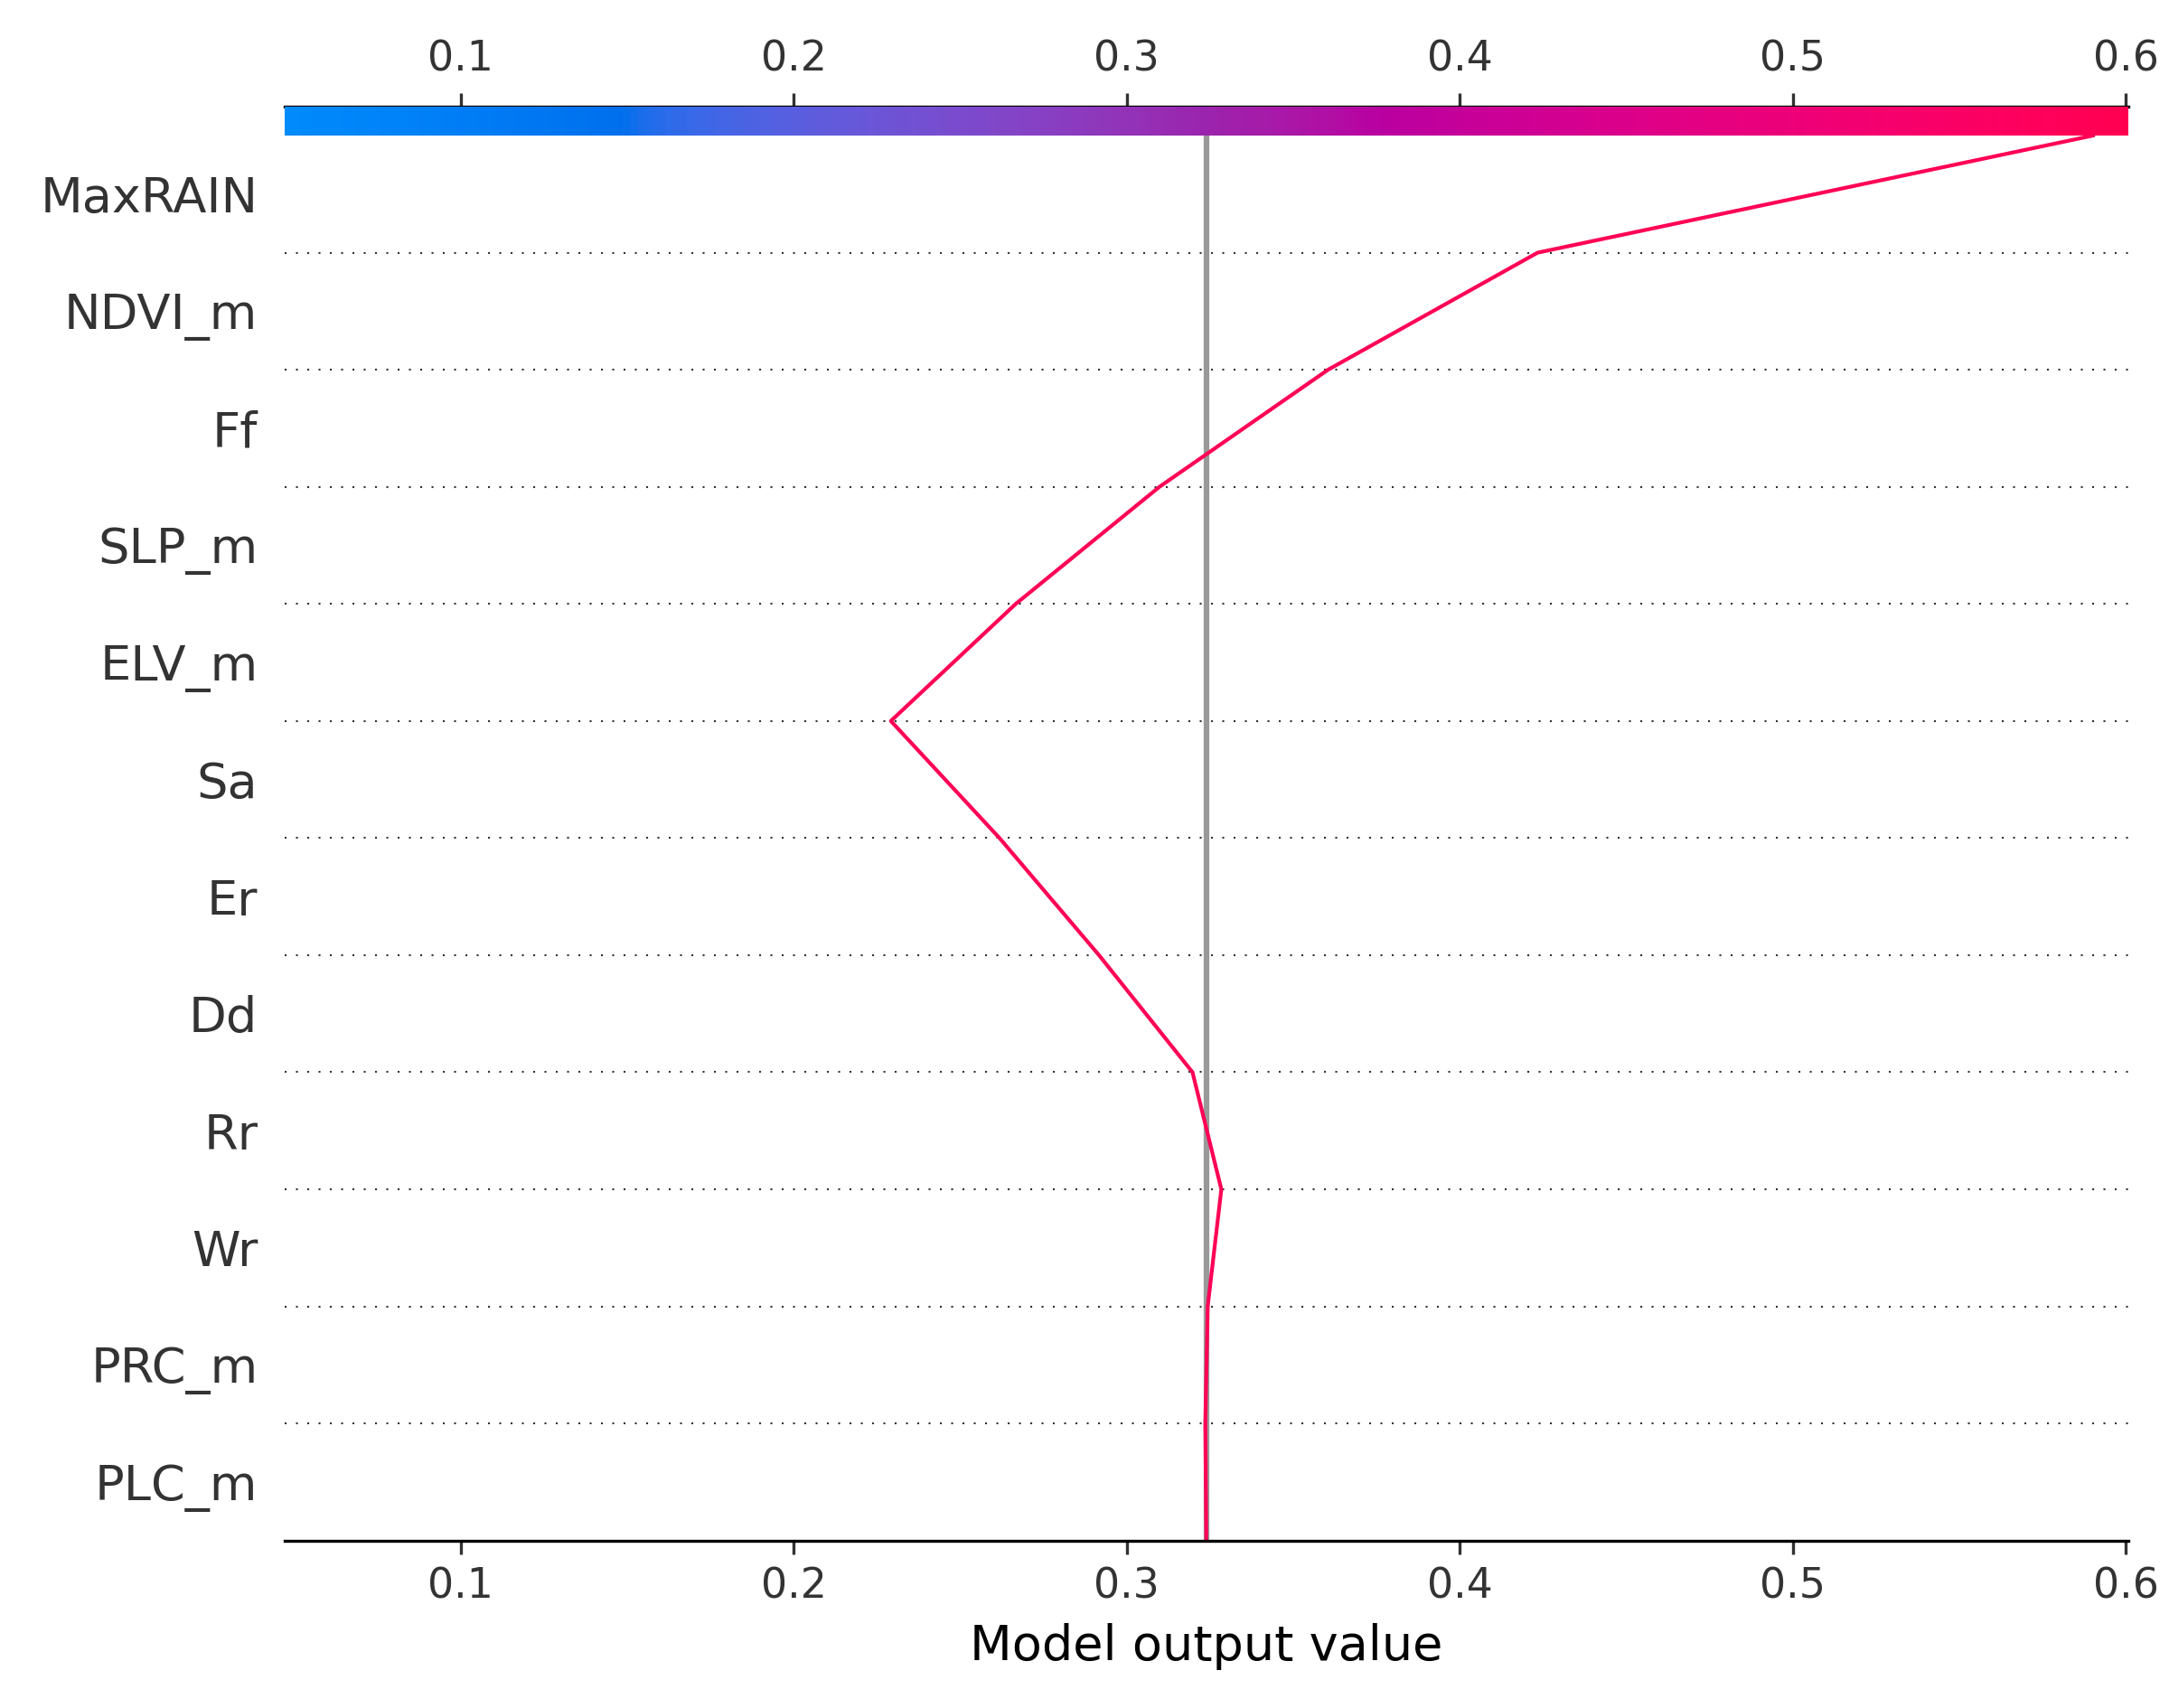 0.1 0.2 0.3 0.4 0.5 0.6
MaxRAIN
NDVI_m
Ff
SLP_m
ELV_m
Sa
Er
Dd
Rr
Wr
PRC_m
PLC_m
0.1 0.2 0.3 0.4 0.5 0.6
Model output value